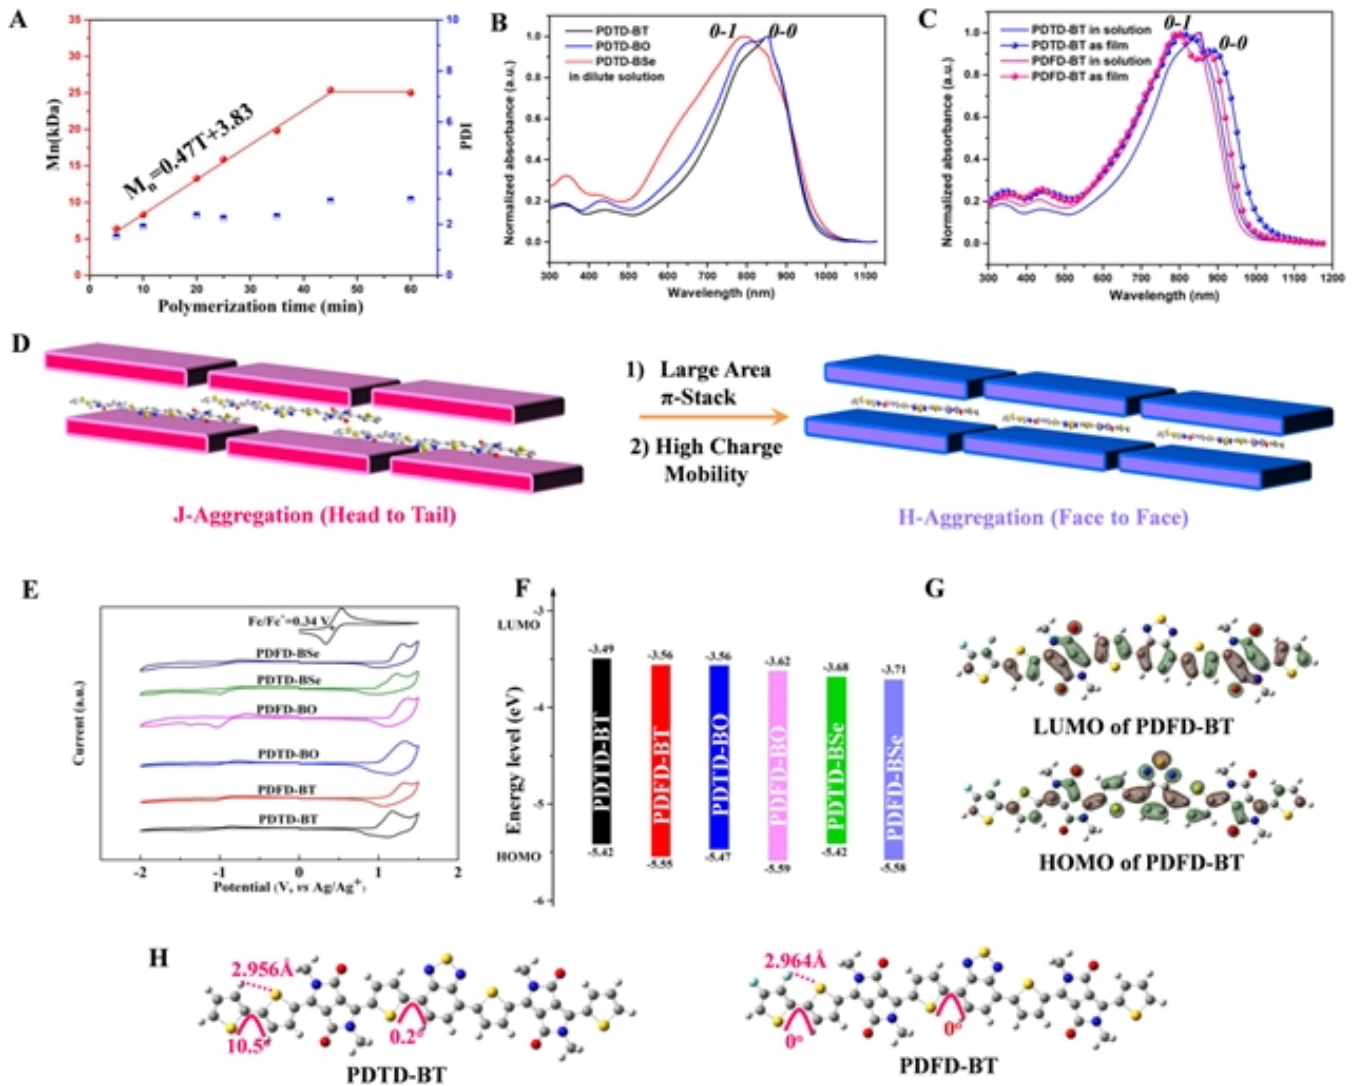 A
35
30
25
20
15
10
5
0
Mn(kDa)
Mn=0.47T+3.83
10
8
6
4
2
0
PDI
0 10 20 30 40 50 60
Polymerization time (min)
B
0-1 0-0
PDTD-BT
PDTD-BO
PDTD-BSe
in dilute solution
1.0
0.8
0.6
0.4
0.2
0.0
Normalized absorbance (a.u.)
300 400 500 600 700 800 900 1000 1100
Wavelength (nm)
C
0-1
0-0
PDTD-BT in solution
PDTD-BT as film
PDFD-BT in solution
PDFD-BT as film
1.0
0.8
0.6
0.4
0.2
0.0
Normalized absorbance (a.u.)
300 400 500 600 700 800 900 1000 1100 1200
Wavelength (nm)
D
1) Large Area
π-Stack
2) High Charge
Mobility
J-Aggregation (Head to Tail)
H-Aggregation (Face to Face)
E
Fc/Fc+=0.34 V
PDFD-BSe
PDTD-BSe
PDFD-BO
PDTD-BO
PDFD-BT
PDTD-BT
Current (a.u.)
-2 -1 0 1 2
Potential (V, vs Ag/Ag+)
F
-3
LUMO
-4
-5
HOMO
-6
Energy level (eV)
-3.49 -3.56 -3.56 -3.62 -3.68 -3.71
PDTD-BT
PDFD-BT
PDTD-BO
PDFD-BO
PDTD-BSe
PDFD-BSe
-5.42 -5.55 -5.47 -5.59 -5.42 -5.58
G
LUMO of PDFD-BT
HOMO of PDFD-BT
H
2.956Å
10.5°
0.2°
PDTD-BT
2.964Å
0°
0°
PDFD-BT